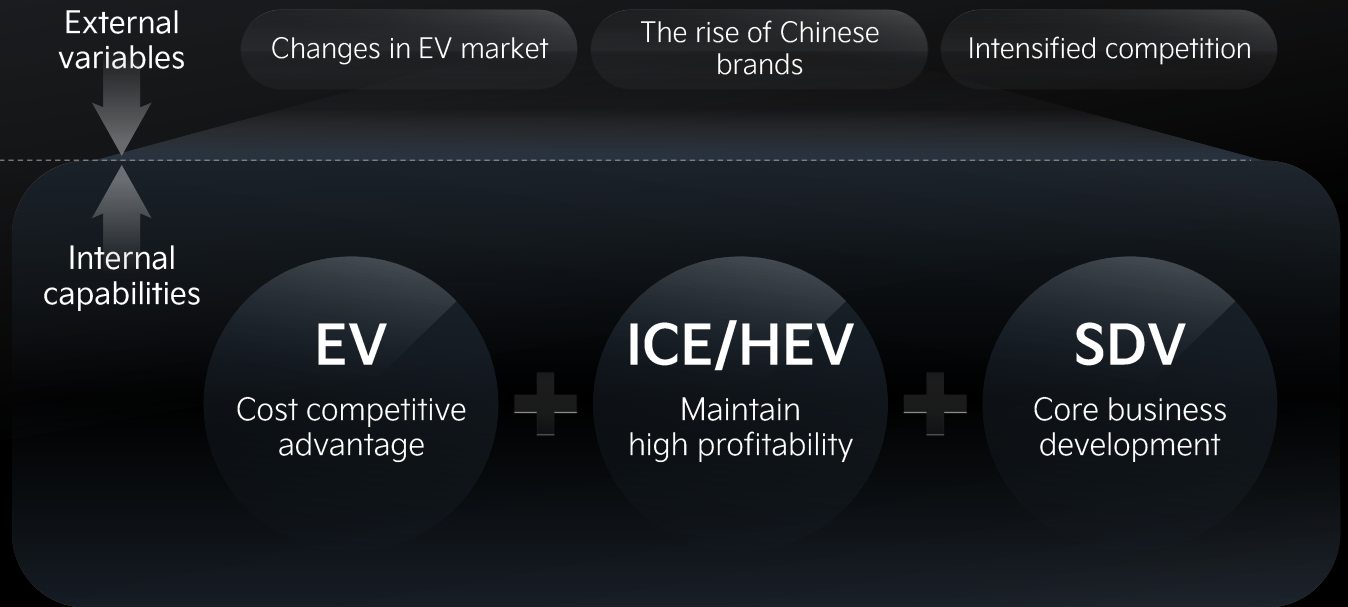 External
variables
Changes in EV market
The rise of Chinese
brands
Intensified competition
Internal
capabilities
EV
Cost competitive
advantage
ICE/HEV
Maintain
high profitability
SDV
Core business
development